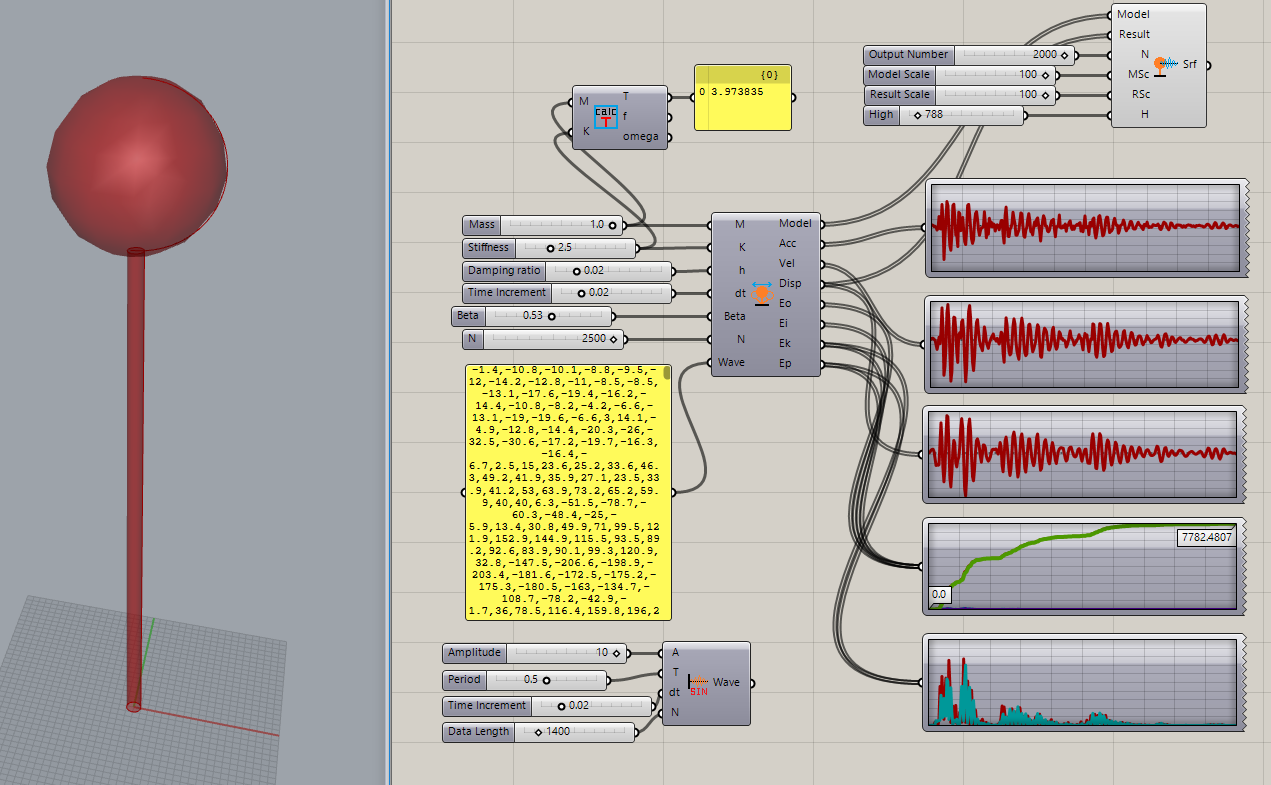 Model
Result
N
MSc
RSc
H
Srf
Output Number 2000
Model Scale 100
Result Scale 100
High 788
M
K
calc
T
T
f
omega
{0}
0 3.973835
Mass 1.0
Stiffness 2.5
Damping ratio 0.02
Time Increment 0.02
Beta 0.53
N 2500
M
K
h
dt
Beta
N
Wave
Model
Acc
Vel
Disp
Eo
Ei
Ek
Ep
-1.4,-10.8,-10.1,-8.8,-9.5,-
12,-14.2,-12.8,-11,-8.5,-8.5,
-13.1,-17.6,-19.4,-16.2,-
14.4,-10.8,-8.2,-4.2,-6.6,-
13.1,-19,-19.6,-6.6,3,14.1,-
4.9,-12.8,-14.4,-20.3,-26,-
32.5,-30.6,-17.2,-19.7,-16.3,
-16.4,-
6.7,2.5,15,23.6,25.2,33.6,46.
3,49.2,41.9,35.9,27.1,23.5,33
.9,41.2,53,63.9,73.2,65.2,59.
9,40,40,6.3,-51.5,-78.7,-
60.3,-48.4,-25,-
5.9,13.4,30.8,49.9,71,99.5,12
1.9,152.9,144.9,115.5,93.5,89
.2,92.6,83.9,90.1,99.3,120.9,
32.8,-147.5,-206.6,-198.9,-
203.4,-181.6,-172.5,-175.2,-
175.3,-180.5,-163,-134.7,-
108.7,-78.2,-42.9,-
1.7,36,78.5,116.4,159.8,196,2
7782.4807
0.0
Amplitude 10
Period 0.5
Time Increment 0.02
Data Length 1400
A
T
dt
N
SIN
Wave